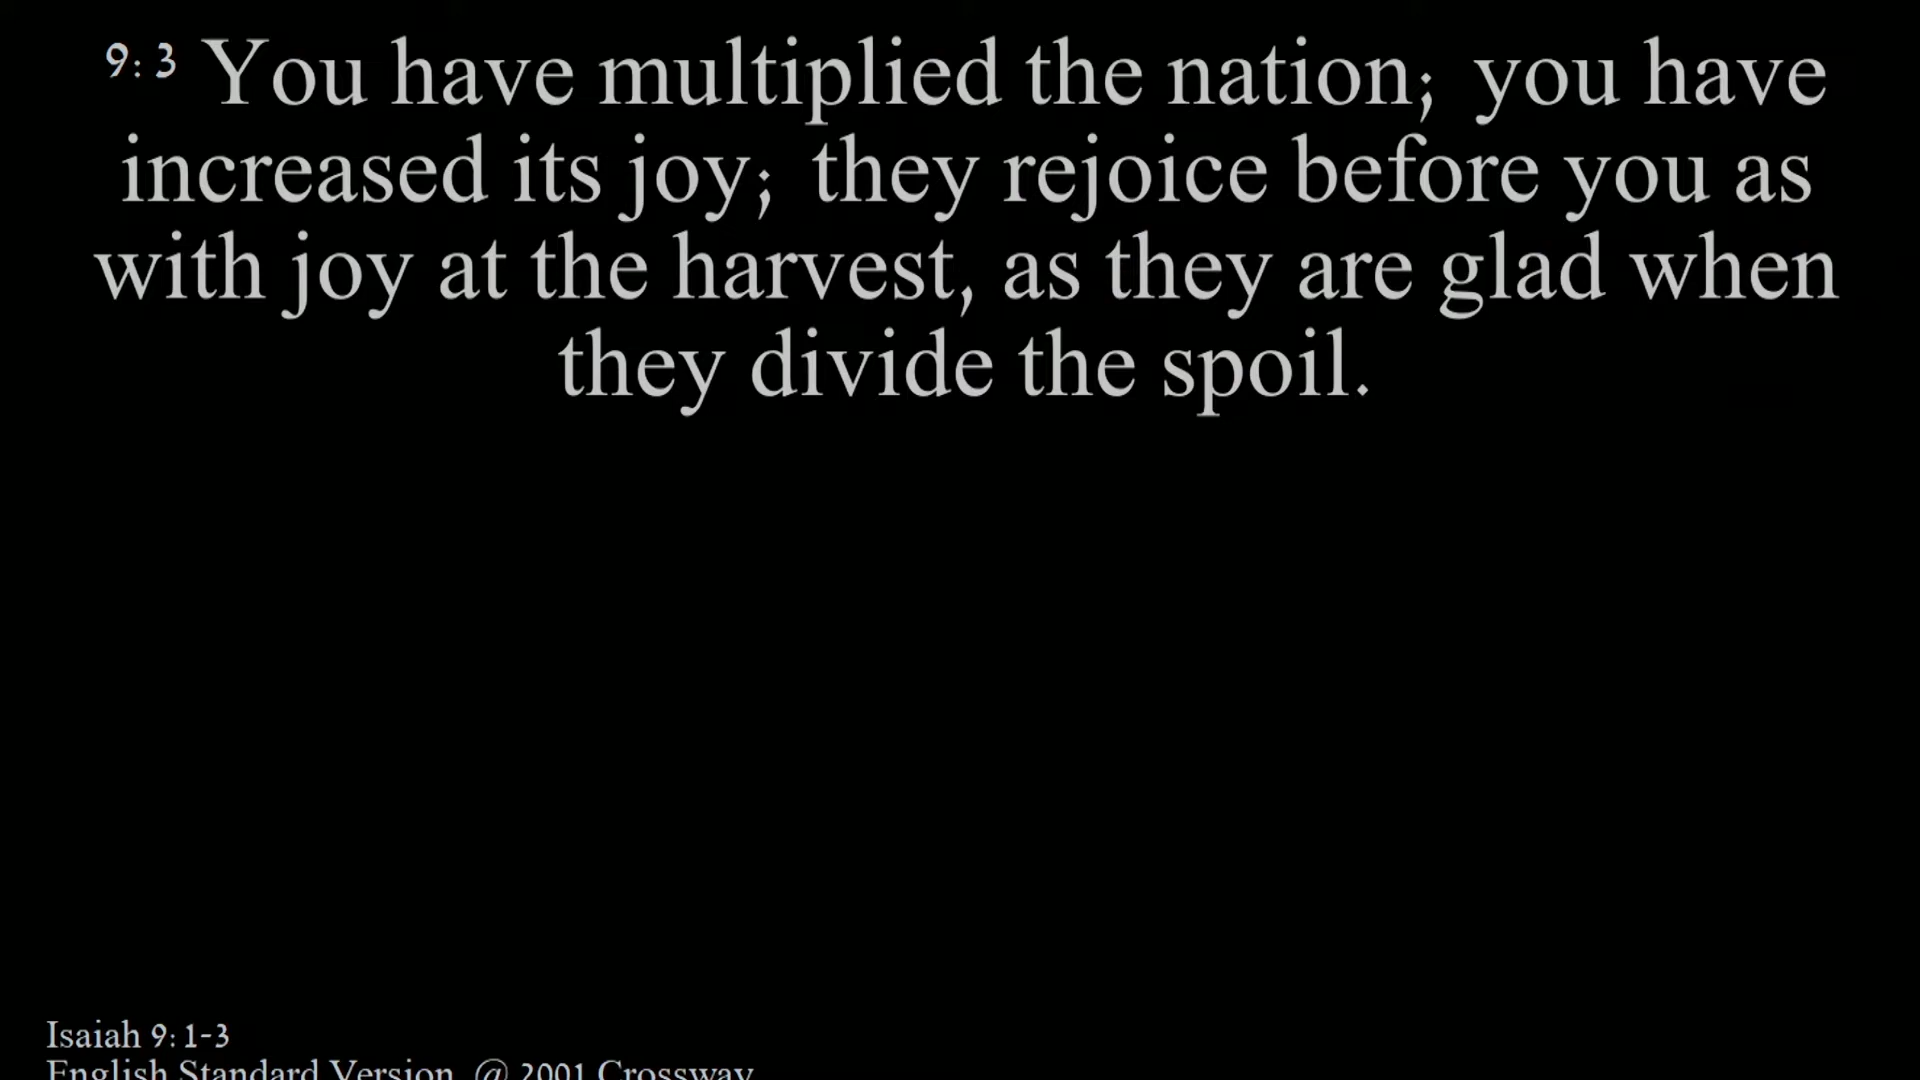 9:3 You have multiplied the nation; you have
increased its joy; they rejoice before you as
with joy at the harvest, as they are glad when
they divide the spoil.
Isaiah 9:1-3
English Standard Version, @ 2001 Crossway